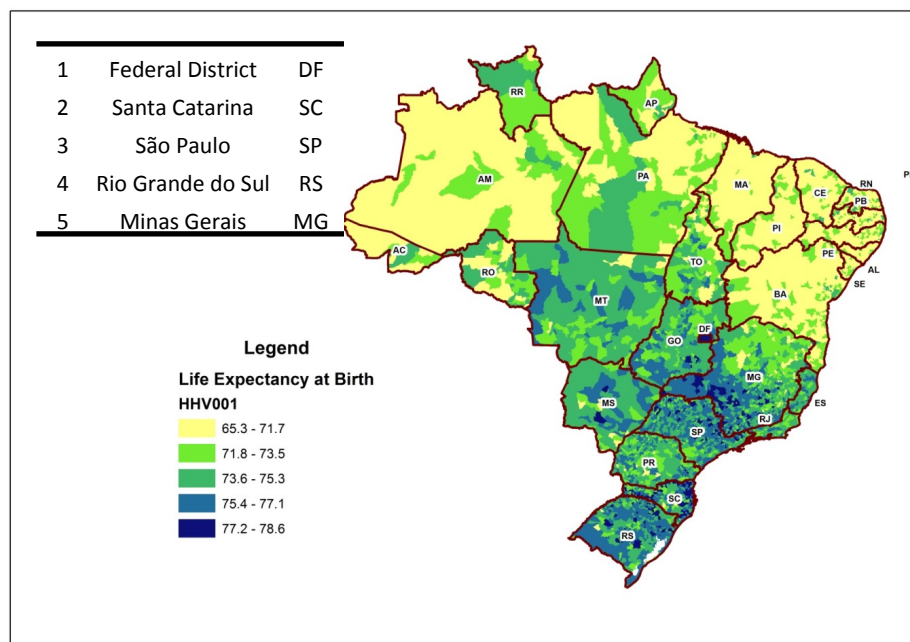 1 Federal District DF
2 Santa Catarina SC
3 São Paulo SP
4 Rio Grande do Sul RS
5 Minas Gerais MG
RR
AP
AM
PA
MA
CE
RN
PB
P
PI
PE
AL
SE
AC
RO
TO
BA
MT
DF
GO
MG
ES
MS
RJ
SP
PR
SC
RS
Legend
Life Expectancy at Birth
HHV001
65.3 - 71.7
71.8 - 73.5
73.6 - 75.3
75.4 - 77.1
77.2 - 78.6